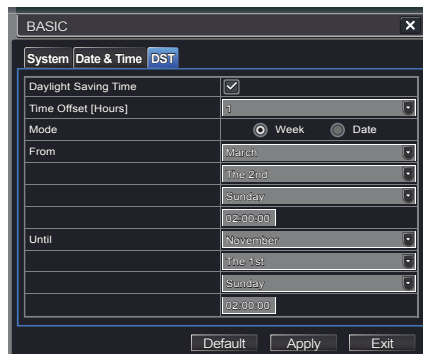 BASIC
System Date & Time DST
Daylight Saving Time
Time Offset [Hours] 1
Mode Week Date
From March
The 2nd
Sunday
02:00:00
Until November
The 1st
Sunday
02:00:00
Default Apply Exit